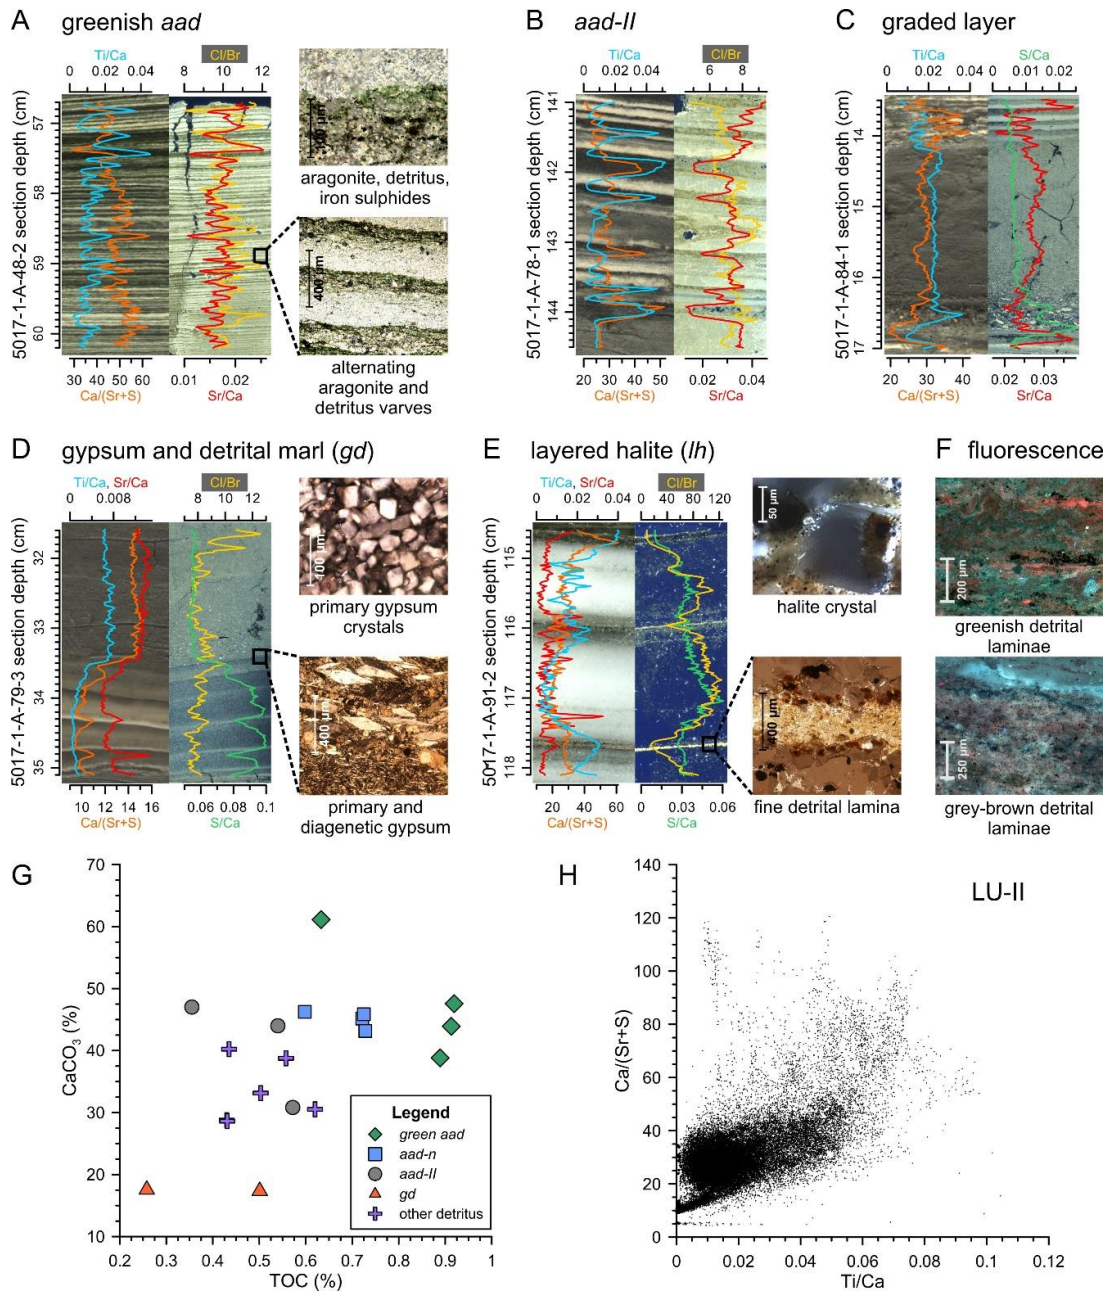 A greenish aad
Ti/Ca Cl/Br
0 0.02 0.04 8 10 12
5017-1-A-48-2 section depth (cm)
57
58
59
60
30 40 50 60 0.01 0.02
Ca/(Sr+S) Sr/Ca
100 µm
aragonite, detritus,
iron sulphides
400 µm
alternating
aragonite and
detritus varves
B aad-II
Ti/Ca Cl/Br
0 0.02 0.04 6 8
5017-1-A-78-1 section depth (cm)
141
142
143
144
20 30 40 50 0.02 0.04
Ca/(Sr+S) Sr/Ca
C graded layer
Ti/Ca S/Ca
0 0.02 0.04 0 0.01 0.02
5017-1-A-84-1 section depth (cm)
14
15
16
17
20 30 40 0.02 0.03
Ca/(Sr+S) Sr/Ca
D gypsum and detrital marl (gd)
Ti/Ca, Sr/Ca Cl/Br
0 0.008 8 10 12
5017-1-A-79-3 section depth (cm)
32
33
34
35
10 12 14 16 0.06 0.08 0.1
Ca/(Sr+S) S/Ca
100 µm
primary gypsum
crystals
400 µm
primary and
diagenetic gypsum
E layered halite (lh)
Ti/Ca, Sr/Ca Cl/Br
0 0.02 0.04 0 40 80 120
5017-1-A-91-2 section depth (cm)
115
116
117
118
20 40 60 0 0.03 0.06
Ca/(Sr+S) S/Ca
50 µm
halite crystal
400 µm
fine detrital lamina
F fluorescence
200 µm
greenish detrital
laminae
250 µm
grey-brown detrital
laminae
G
CaCO3 (%)
70
60
50
40
30
20
10
0.2 0.3 0.4 0.5 0.6 0.7 0.8 0.9 1
TOC (%)
Legend
green aad
aad-n
aad-II
gd
other detritus
H
LU-II
Ca/(Sr+S)
140
120
100
80
60
40
20
0
0 0.02 0.04 0.06 0.08 0.1 0.12
Ti/Ca